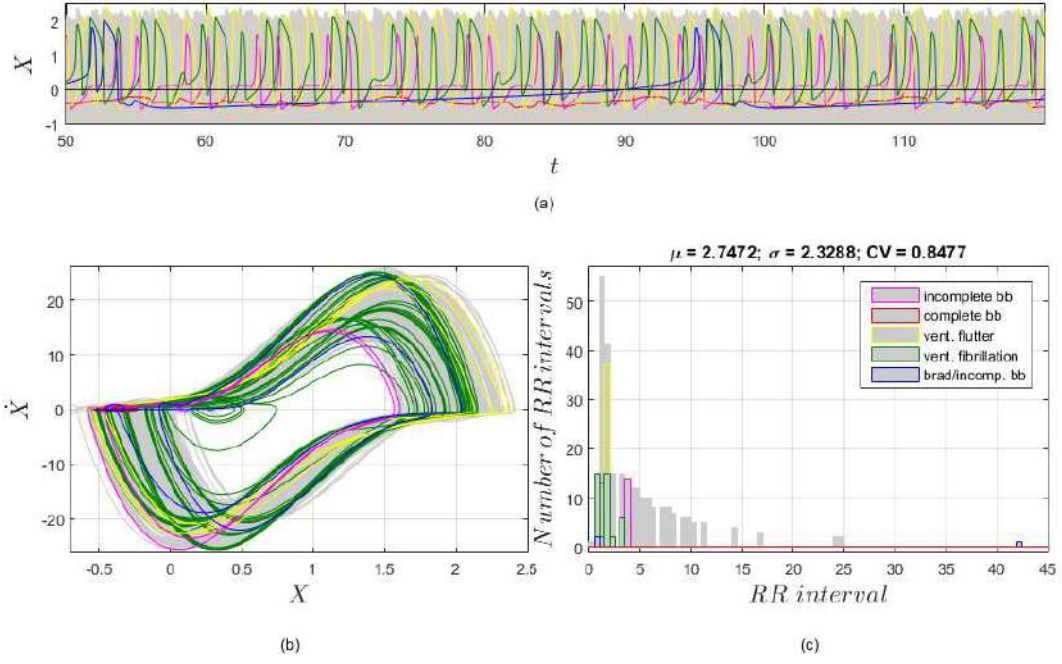 2
1
0
-1
X
50
60
70
80
90
100
110
t
(a)
20
10
0
-10
-20
Ẋ
-0.5
0
0.5
1
1.5
2
2.5
X
(b)
μ = 2.7472; σ = 2.3288; CV = 0.8477
50
40
30
20
10
0
Number of RR intervals
incomplete bb
complete bb
vent. flutter
vent. fibrillation
brad/incomp. bb
0
5
10
15
20
25
30
35
40
45
RR interval
(c)